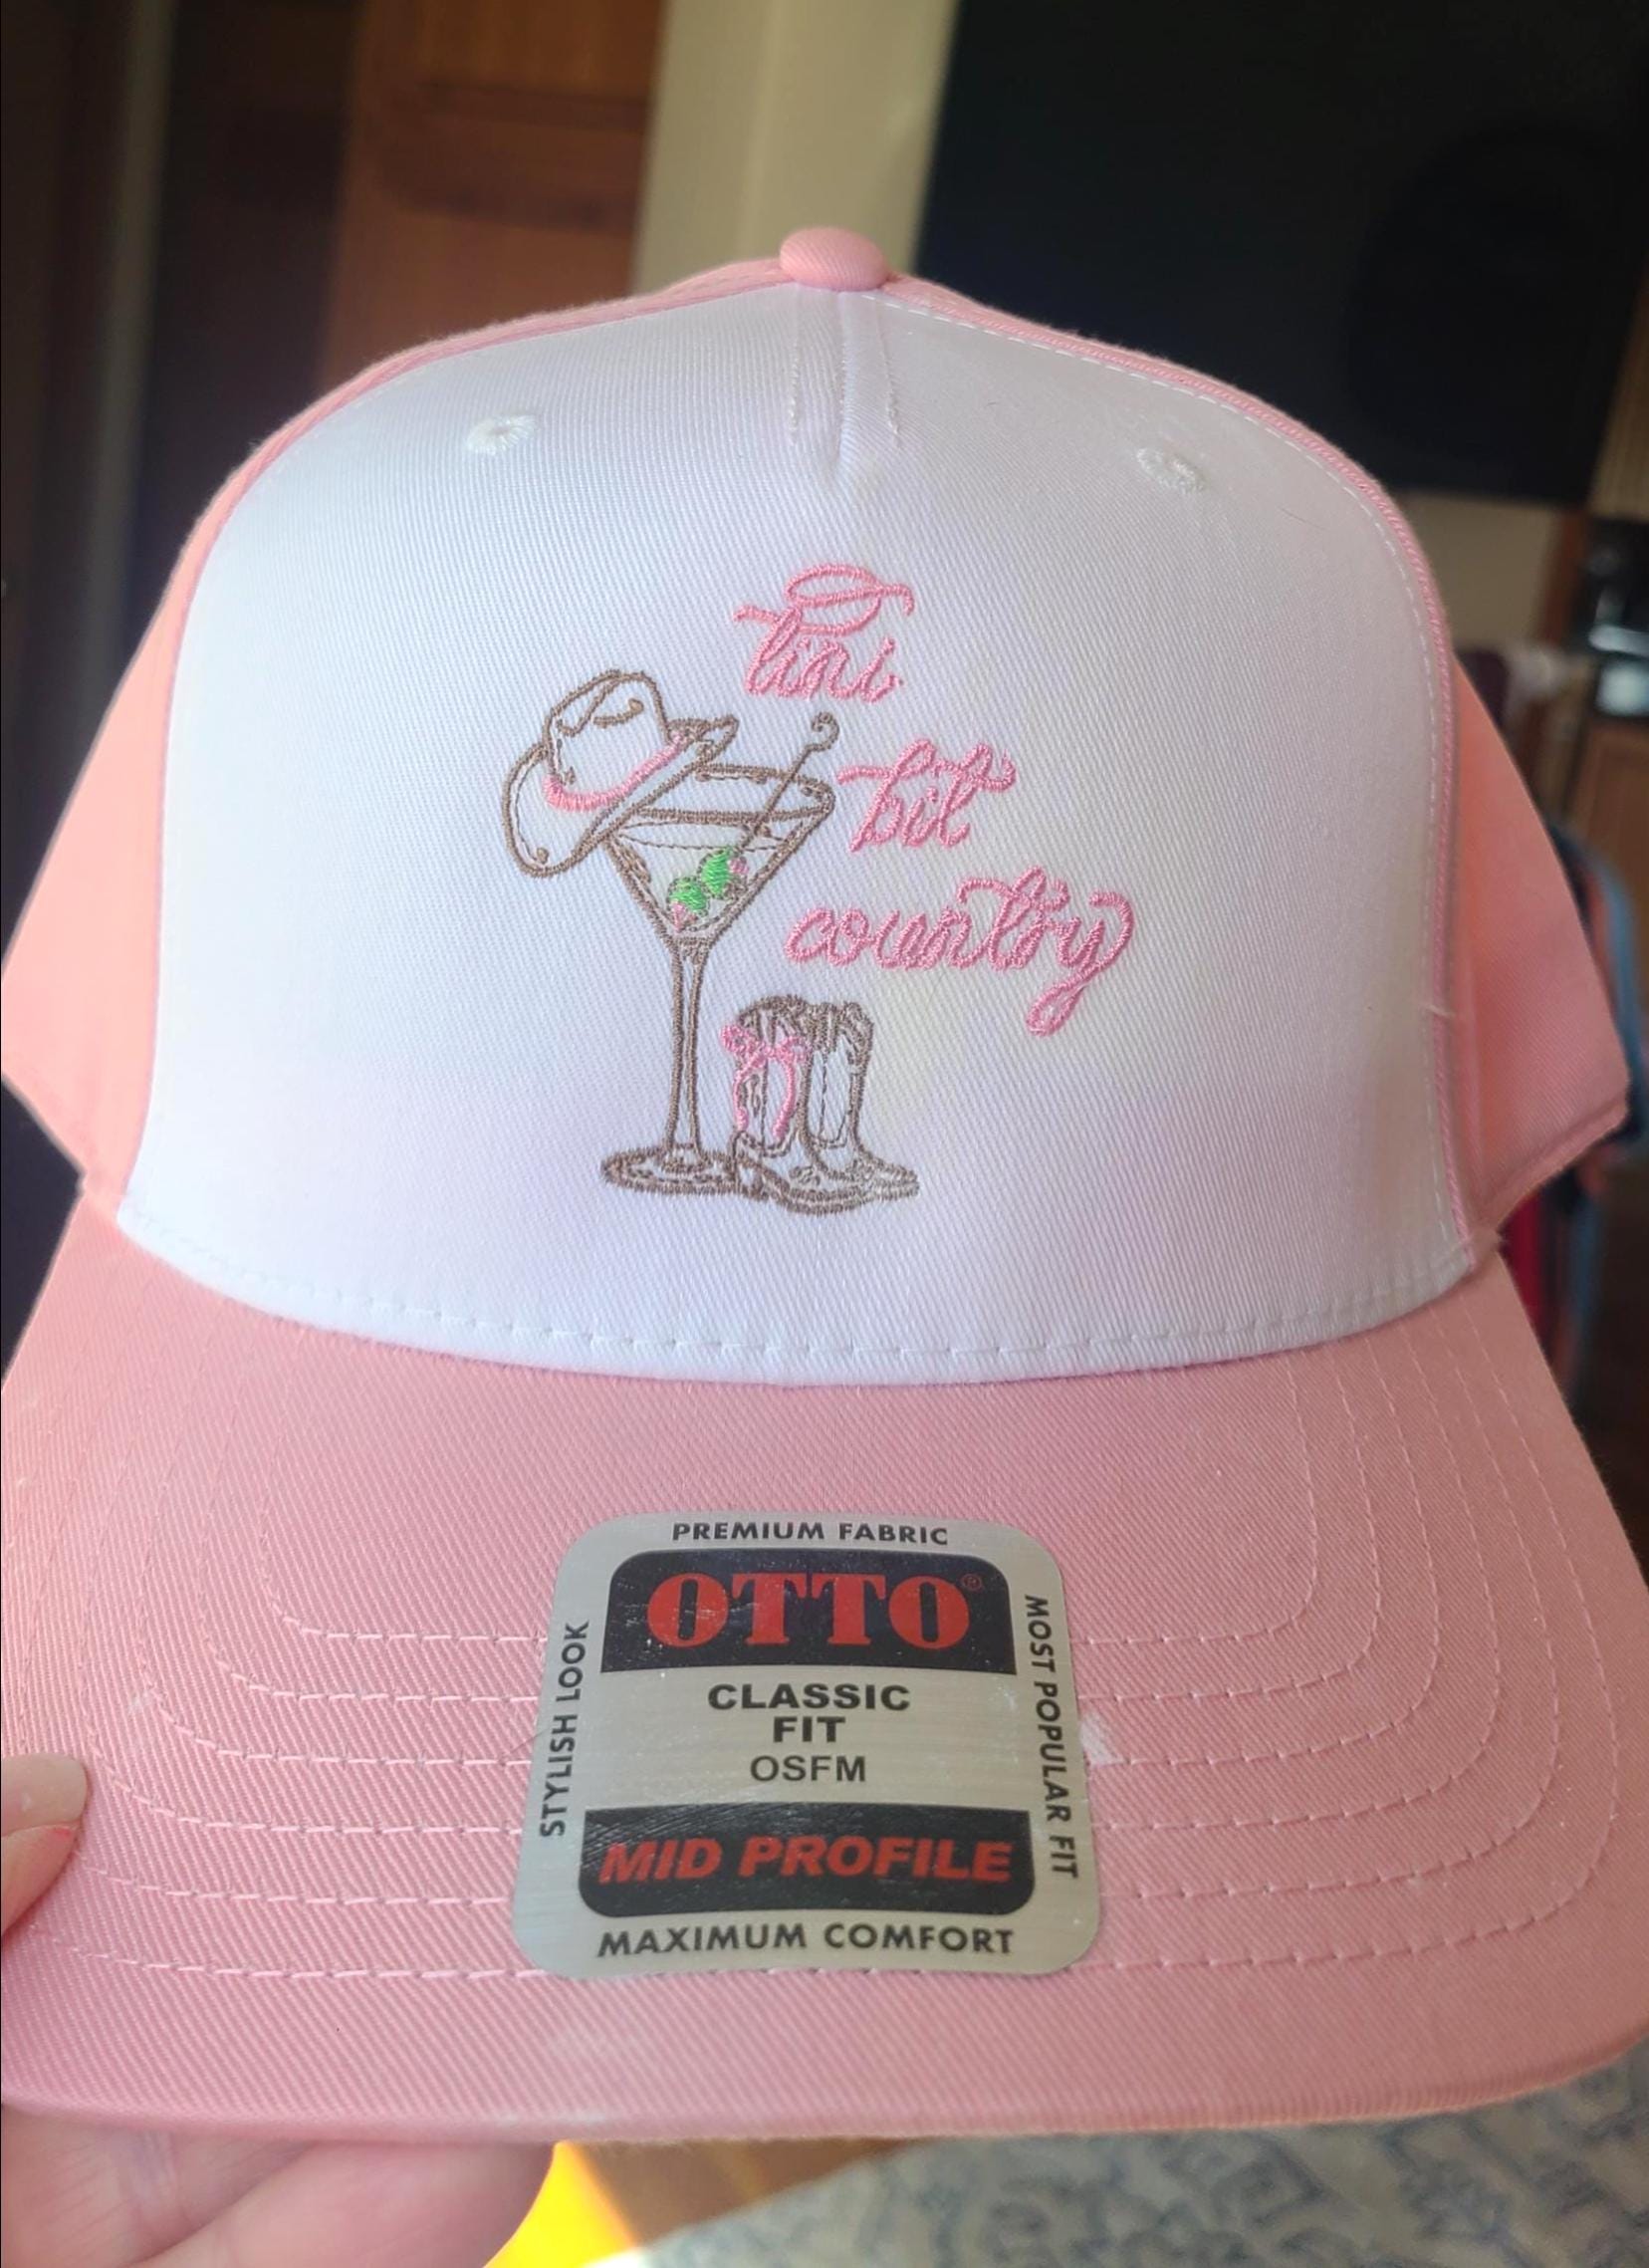 tini
bit
country
PREMIUM FABRIC
OTTO®
STYLISH LOOK
CLASSIC
FIT
OSFM
MOST POPULAR FIT
MID PROFILE
MAXIMUM COMFORT